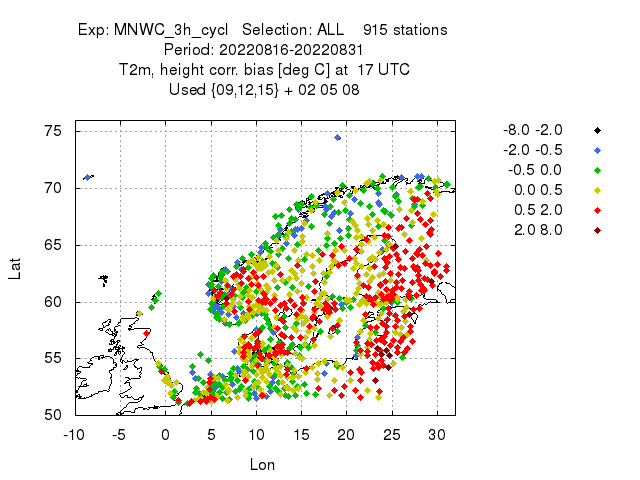 Exp: MNWC_3h_cycl Selection: ALL 915 stations
Period: 20220816-20220831
T2m, height corr. bias [deg C] at 17 UTC
Used {09,12,15} + 02 05 08
-8.0 -2.0
-2.0 -0.5
-0.5 0.0
0.0 0.5
0.5 2.0
2.0 8.0
Lat
75
70
65
60
55
50
-10 -5 0 5 10 15 20 25 30
Lon